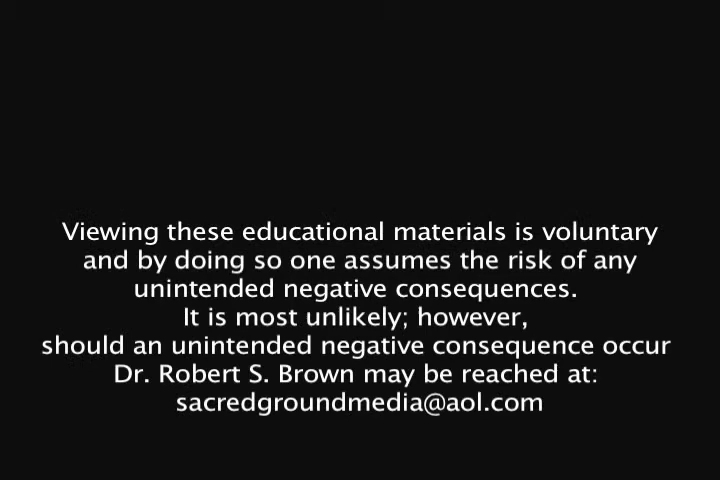 Viewing these educational materials is voluntary
and by doing so one assumes the risk of any
unintended negative consequences.
It is most unlikely; however,
should an unintended negative consequence occur
Dr. Robert S. Brown may be reached at:
sacredgroundmedia@aol.com